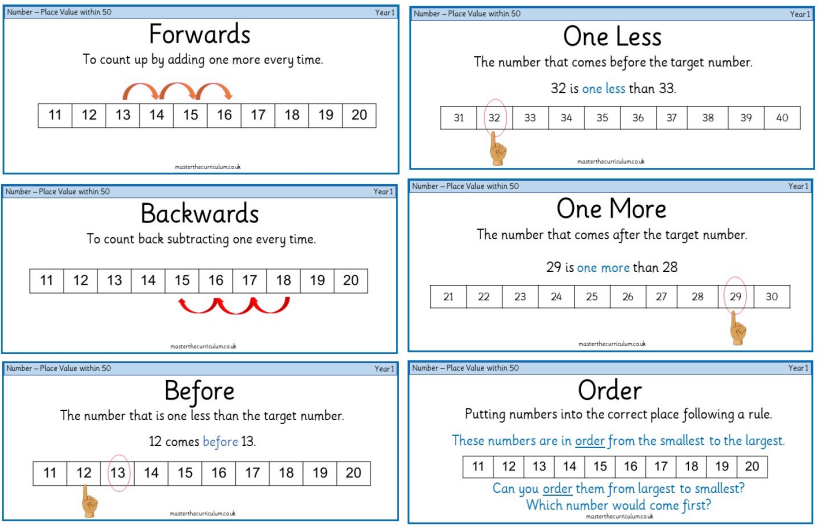 Number – Place Value within 50 Year 1
Forwards
To count up by adding one more every time.
11 12 13 14 15 16 17 18 19 20
masterthecurriculum.co.uk
Number – Place Value within 50 Year 1
One Less
The number that comes before the target number.
32 is one less than 33.
31 32 33 34 35 36 37 38 39 40
masterthecurriculum.co.uk
Number – Place Value within 50 Year 1
Backwards
To count back subtracting one every time.
11 12 13 14 15 16 17 18 19 20
masterthecurriculum.co.uk
Number – Place Value within 50 Year 1
One More
The number that comes after the target number.
29 is one more than 28
21 22 23 24 25 26 27 28 29 30
masterthecurriculum.co.uk
Number – Place Value within 50 Year 1
Before
The number that is one less than the target number.
12 comes before 13.
11 12 13 14 15 16 17 18 19 20
masterthecurriculum.co.uk
Number – Place Value within 50 Year 1
Order
Putting numbers into the correct place following a rule.
These numbers are in order from the smallest to the largest.
11 12 13 14 15 16 17 18 19 20
Can you order them from largest to smallest?
Which number would come first?
masterthecurriculum.co.uk